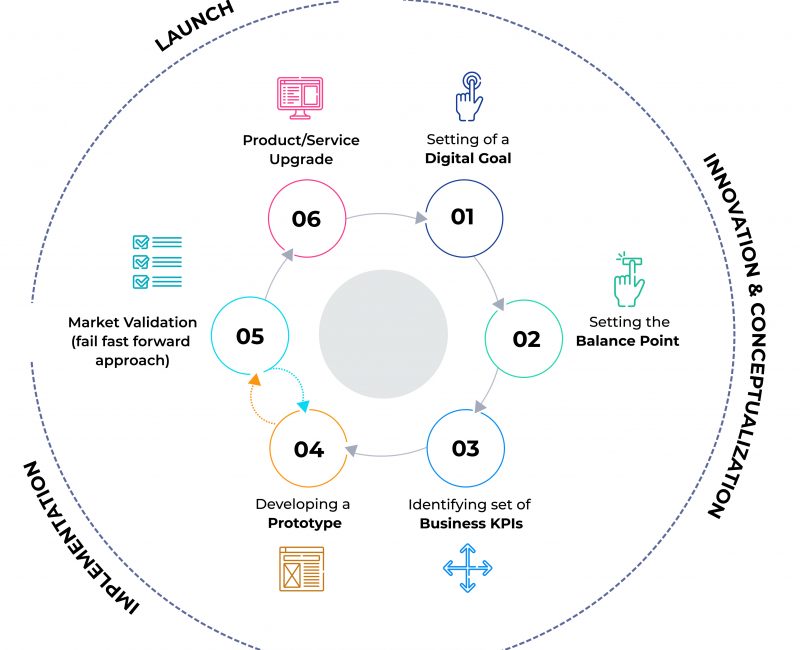 LAUNCH
Product/Service
Upgrade
06
Setting of a
Digital Goal
01
INNOVATION & CONCEPTUALIZATION
Setting the
Balance Point
02
Identifying set of
Business KPIs
03
Developing a
Prototype
04
Market Validation
(fail fast forward
approach)
05
IMPLEMENTATION